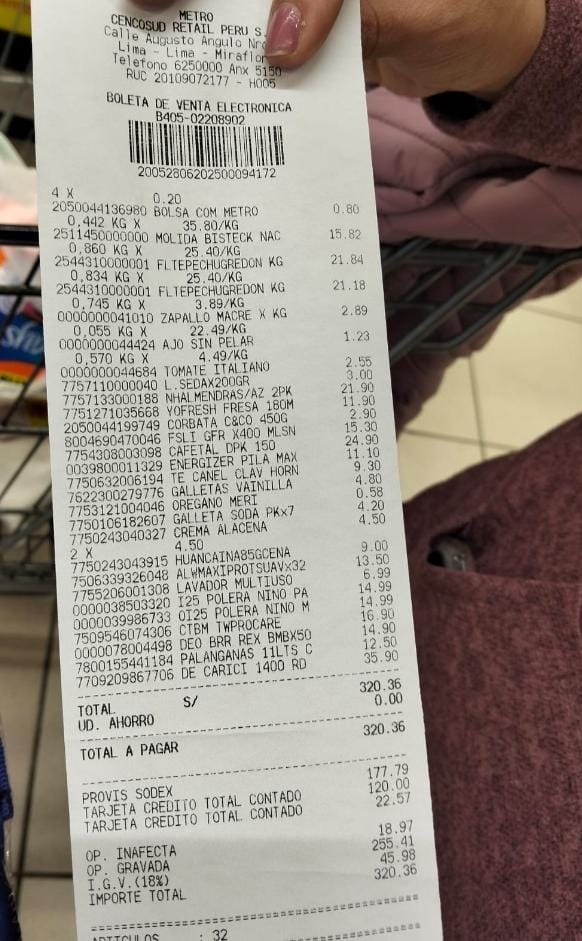 METRO
CENCOSUD RETAIL PERU S.
Calle Augusto Angulo Nro
Lima - Lima - Miraflor
Telefono 6250000 Anx 5150
RUC 20109072177 - H005
BOLETA DE VENTA ELECTRONICA
B405-02208902
20052806202500094172
4 X 0.20
2050044136980 BOLSA COM METRO 0.80
0,442 KG X 35.80/KG
2511450000000 MOLIDA BISTECK NAC 15.82
0,860 KG X 25.40/KG
2544310000001 FLTEPECHUGREDON KG 21.84
0,834 KG X 25.40/KG
2544310000001 FLTEPECHUGREDON KG 21.18
0,745 KG X 3.89/KG
0000000041010 ZAPALLO MACRE X KG 2.89
0,055 KG X 22.49/KG
0000000044424 AJO SIN PELAR 1.23
0,570 KG X 4.49/KG
0000000044684 TOMATE ITALIANO 2.55
7757110000040 L.SEDAX200GR 3.00
7757133000188 NHALMENDRAS/AZ 2PK 21.90
7751271035668 YOFRESH FRESA 180M 11.90
2050044199749 CORBATA C&CO 450G 2.90
8004690470046 FSLI GFR X400 MLSN 15.30
7754308003098 CAFETAL DPK 150 24.90
0039800011329 ENERGIZER PILA MAX 11.10
7750632006194 TE CANEL CLAV HORN 9.30
7622300279776 GALLETAS VAINILLA 4.80
7753121004046 OREGANO MERI 0.58
7750106182607 GALLETA SODA PKx7 4.20
7750243040327 CREMA ALACENA 4.50
2 X 4.50
7750243043915 HUANCAINA85GCENA 9.00
7506339326048 ALWMAXIPROTSUAVx32 13.50
7755206001308 LAVADOR MULTIUSO 6.99
0000038503320 I25 POLERA NINO PA 14.99
0000039986733 OI25 POLERA NINO M 14.99
7509546074306 CTBM TWPROCARE 16.90
0000078004498 DEO BRR REX BMBX50 14.90
7800155441184 PALANGANAS 11LTS C 12.50
7709209867706 DE CARICI 1400 RD 35.90
TOTAL S/ 320.36
UD. AHORRO 0.00
TOTAL A PAGAR 320.36
PROVIS SODEX 177.79
TARJETA CREDITO TOTAL CONTADO 120.00
TARJETA CREDITO TOTAL CONTADO 22.57
OP. INAFECTA 18.97
OP. GRAVADA 255.41
I.G.V.(18%) 45.98
IMPORTE TOTAL 320.36
ARTICULOS : 32